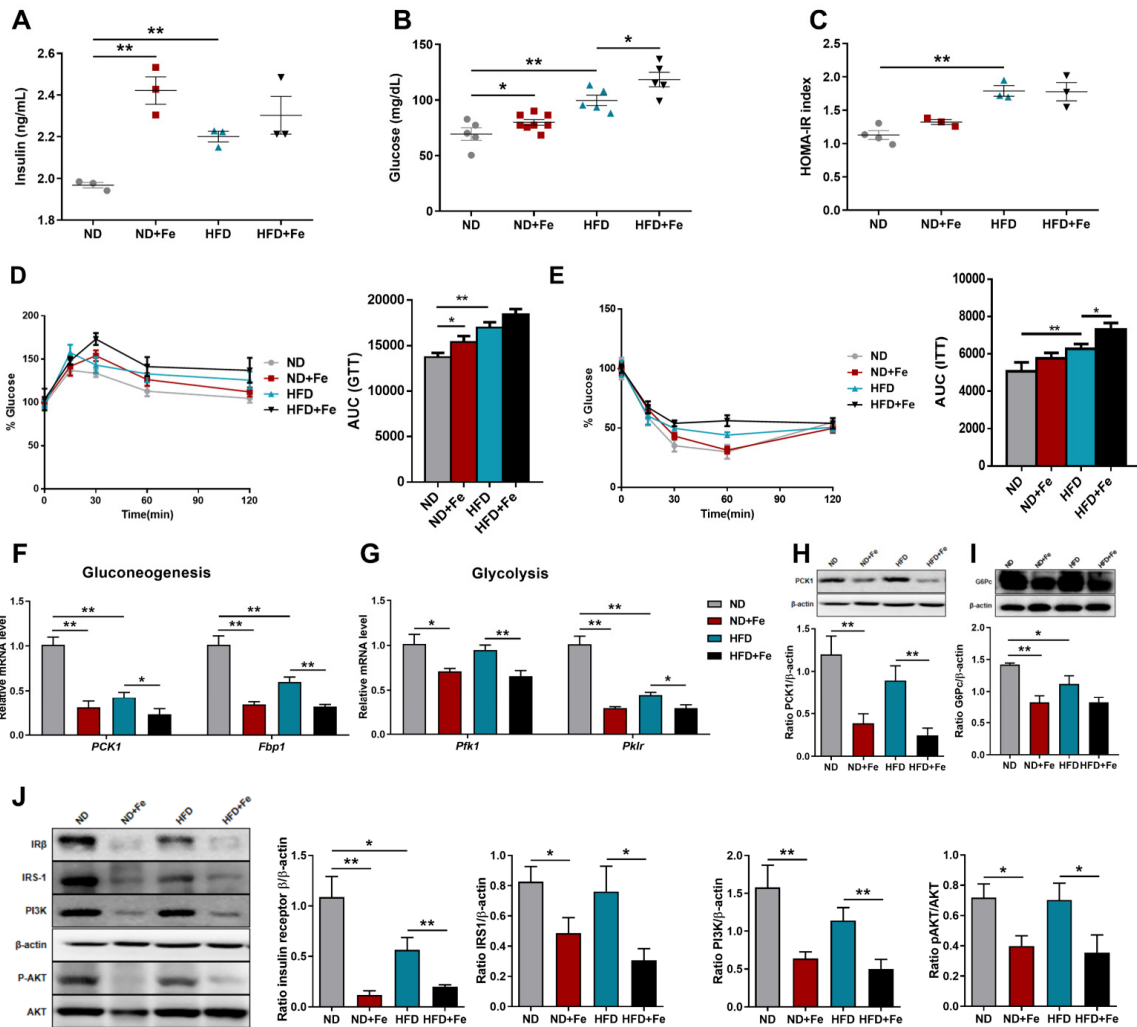 A
**
**
Insulin (ng/mL)
2.6
2.4
2.2
2.0
1.8
ND
ND+Fe
HFD
HFD+Fe
B
*
**
*
Glucose (mg/dL)
150
100
50
0
ND
ND+Fe
HFD
HFD+Fe
C
**
HOMA-IR index
2.5
2.0
1.5
1.0
0.5
0.0
ND
ND+Fe
HFD
HFD+Fe
D
% Glucose
200
150
100
50
0
0
30
60
90
120
Time(min)
ND
ND+Fe
HFD
HFD+Fe
AUC (GTT)
20000
15000
10000
5000
0
**
*
ND
ND+Fe
HFD
HFD+Fe
E
% Glucose
100
50
0
0
30
60
90
120
Time(min)
ND
ND+Fe
HFD
HFD+Fe
AUC (ITT)
10000
8000
6000
4000
2000
0
**
*
ND
ND+Fe
HFD
HFD+Fe
F
Gluconeogenesis
Relative mRNA level
1.5
1.0
0.5
0.0
**
**
*
**
**
**
PCK1
Fbp1
G
Glycolysis
Relative mRNA level
1.5
1.0
0.5
0.0
*
**
**
**
*
Pfk1
Pklr
ND
ND+Fe
HFD
HFD+Fe
H
ND
ND+Fe
HFD
HFD+Fe
PCK1
β-actin
Ratio PCK1/β-actin
1.5
1.0
0.5
0.0
**
**
ND
ND+Fe
HFD
HFD+Fe
I
ND
ND+Fe
HFD
HFD+Fe
G6Pc
β-actin
Ratio G6Pc/β-actin
2.0
1.5
1.0
0.5
0.0
*
**
ND
ND+Fe
HFD
HFD+Fe
J
ND
ND+Fe
HFD
HFD+Fe
IRβ
IRS-1
PI3K
β-actin
P-AKT
AKT
Ratio insulin receptor β/β-actin
1.5
1.0
0.5
0.0
*
**
**
ND
ND+Fe
HFD
HFD+Fe
Ratio IRS1/β-actin
1.0
0.8
0.6
0.4
0.2
0.0
*
*
ND
ND+Fe
HFD
HFD+Fe
Ratio PI3K/β-actin
2.0
1.5
1.0
0.5
0.0
**
**
ND
ND+Fe
HFD
HFD+Fe
Ratio pAKT/AKT
1.0
0.8
0.6
0.4
0.2
0.0
*
*
ND
ND+Fe
HFD
HFD+Fe